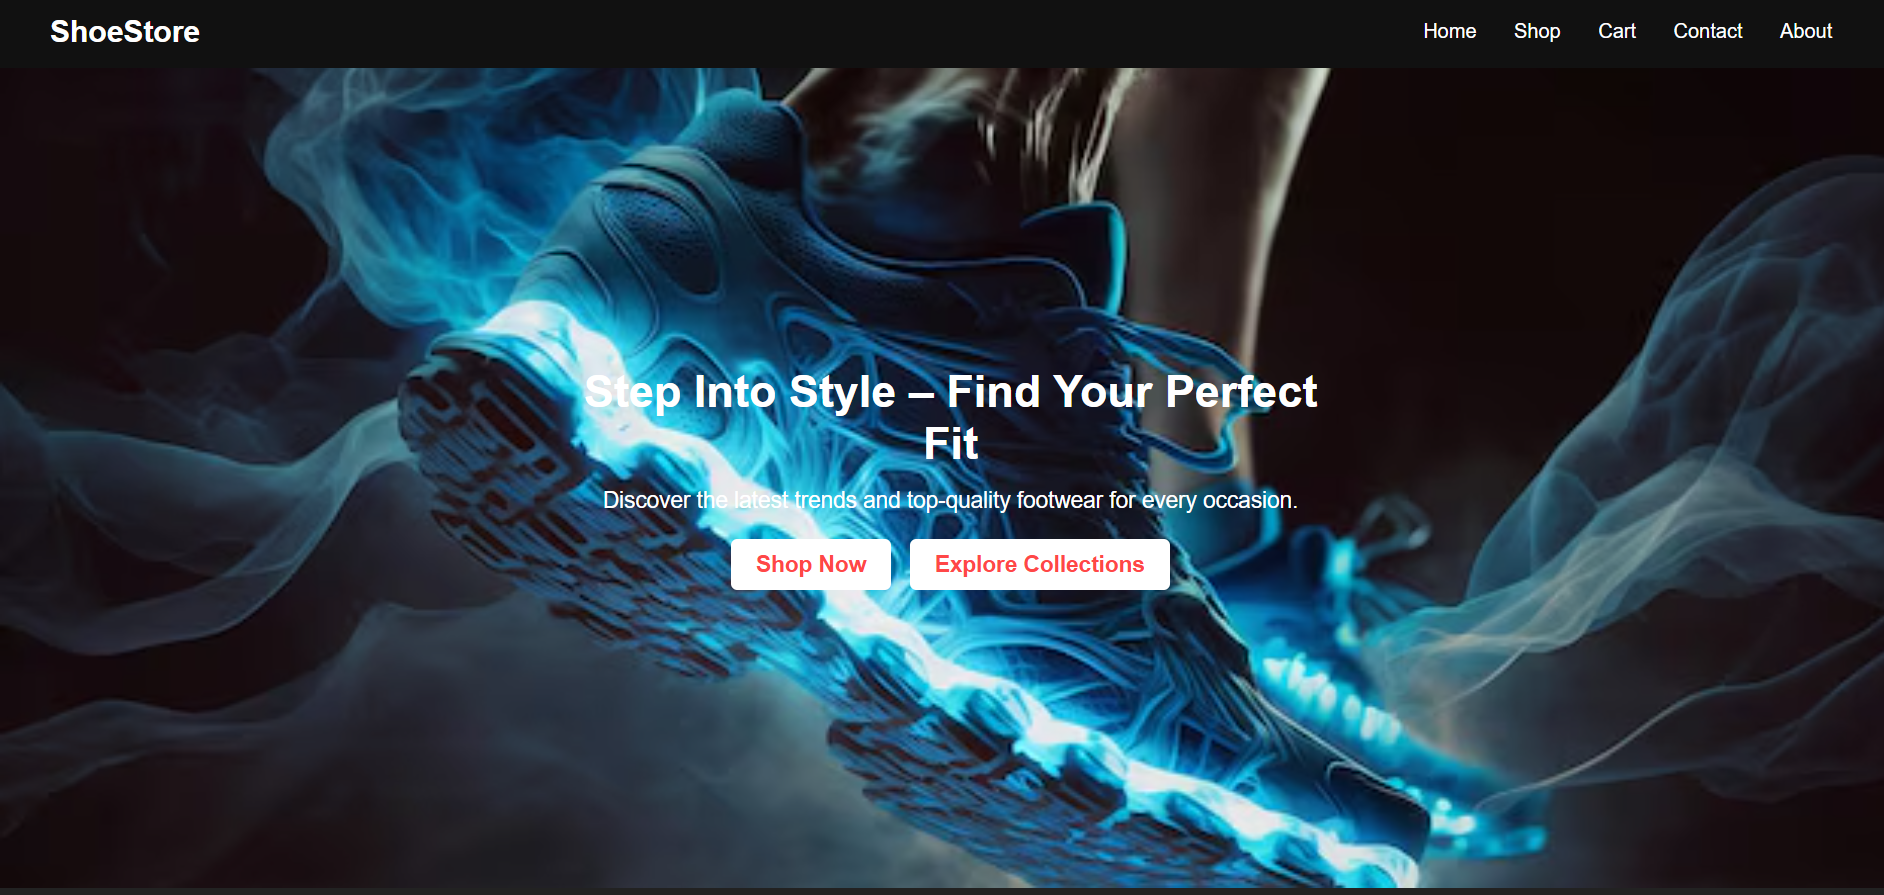 ShoeStore
Home Shop Cart Contact About
Step Into Style – Find Your Perfect
Fit
Discover the latest trends and top-quality footwear for every occasion.
Shop Now Explore Collections